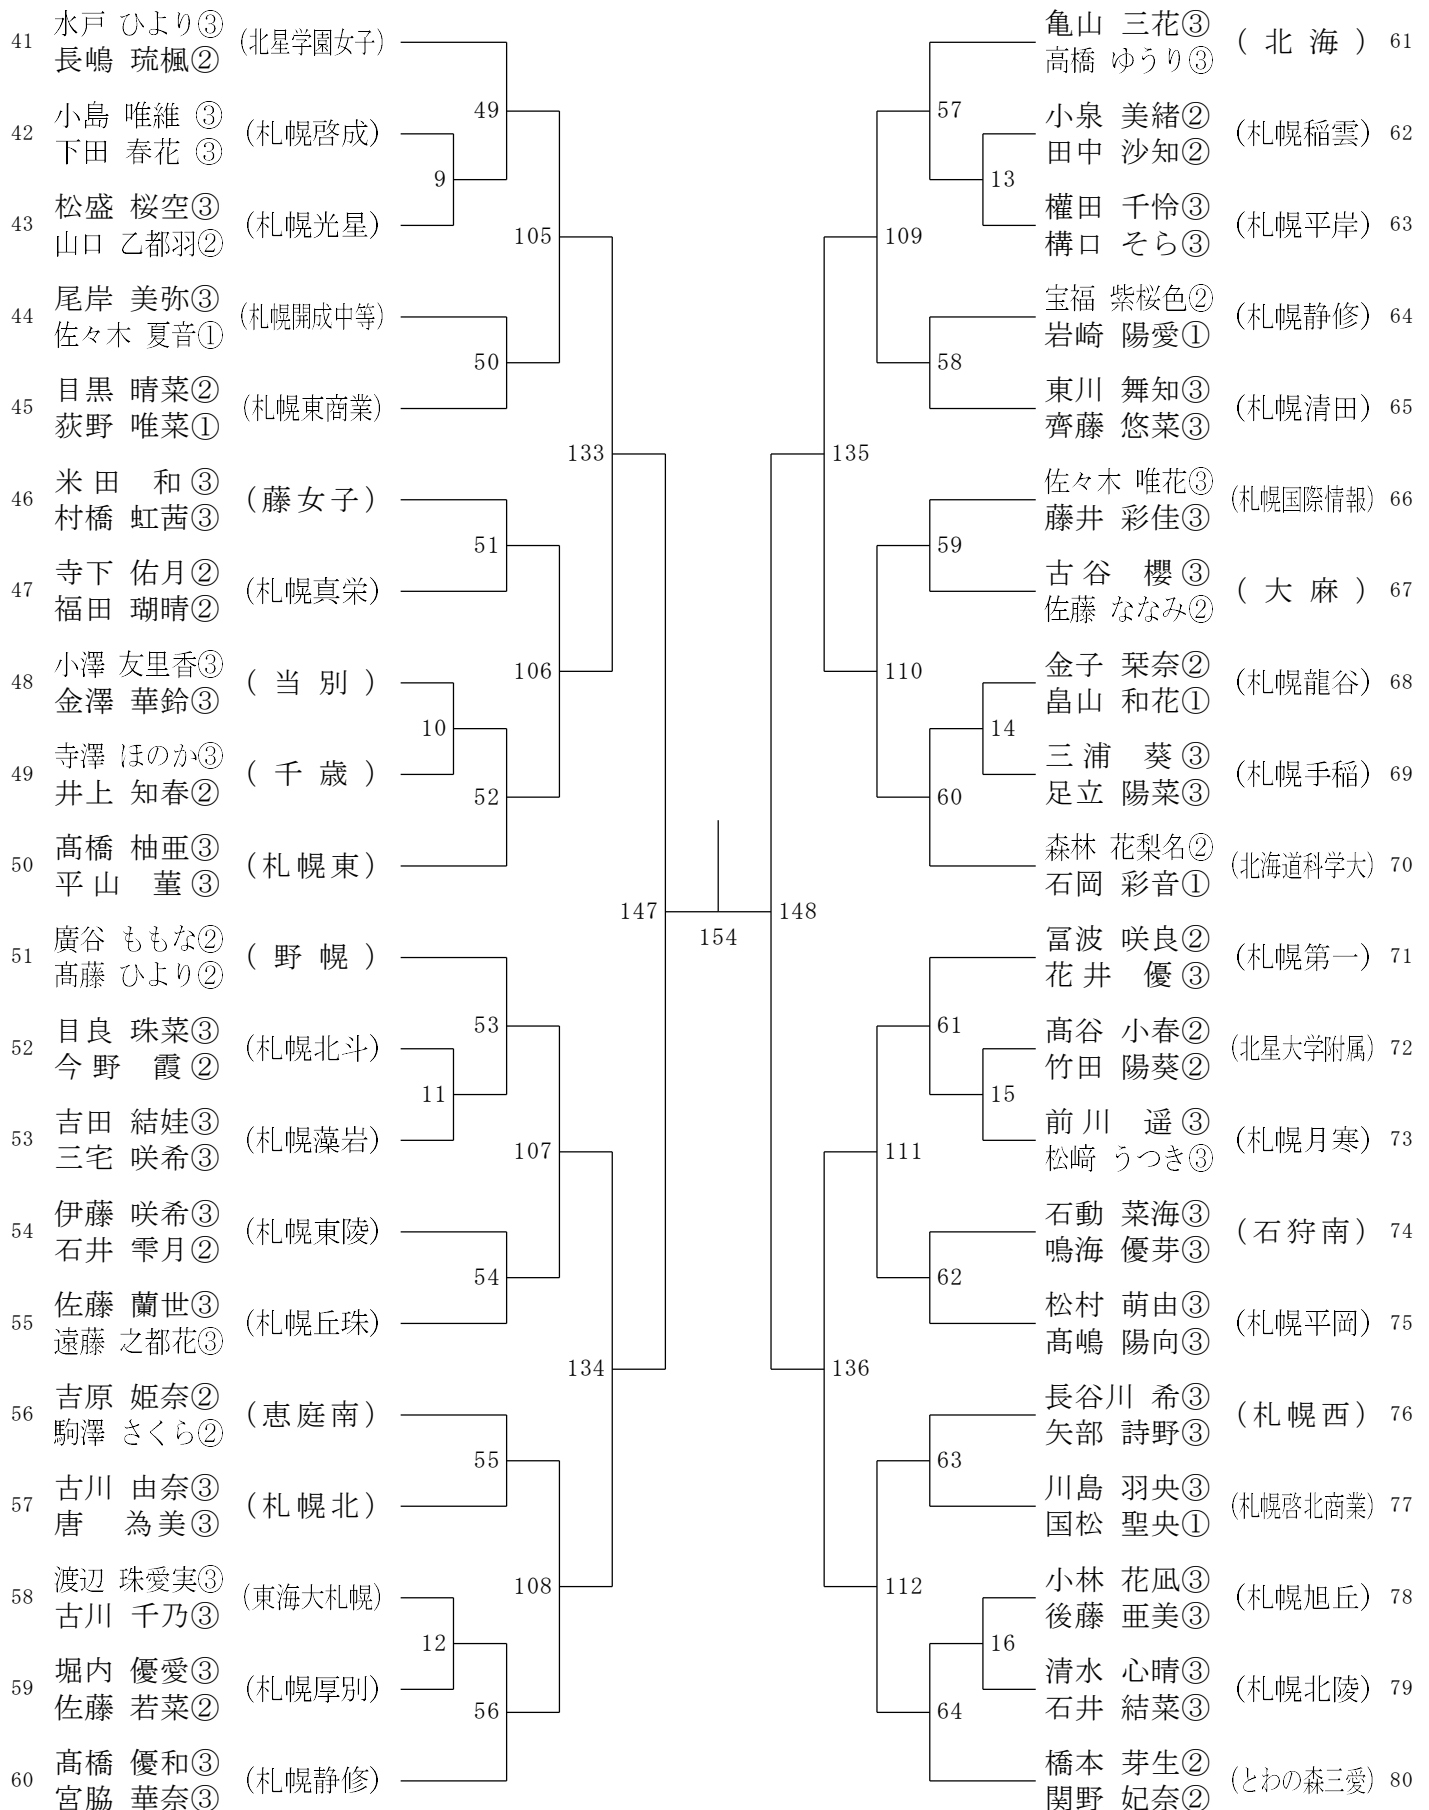 41 水戸 ひより③ (北星学園女子)
長嶋 琉楓②
42 小島 唯維 ③ (札幌啓成)
下田 春花 ③
43 松盛 桜空③ (札幌光星)
山口 乙都羽②
44 尾岸 美弥③ (札幌開成中等)
佐々木 夏音①
45 目黒 晴菜② (札幌東商業)
荻野 唯菜①
46 米田 和③ (藤女子)
村橋 虹茜③
47 寺下 佑月② (札幌真栄)
福田 瑚晴②
48 小澤 友里香③ (当別)
金澤 華鈴③
49 寺澤 ほのか③ (千歳)
井上 知春②
50 髙橋 柚亜③ (札幌東)
平山 菫③
51 廣谷 ももな② (野幌)
髙藤 ひより②
52 目良 珠菜③ (札幌北斗)
今野 霞②
53 吉田 結娃③ (札幌藻岩)
三宅 咲希③
54 伊藤 咲希③ (札幌東陵)
石井 雫月②
55 佐藤 蘭世③ (札幌丘珠)
遠藤 之都花③
56 吉原 姫奈② (恵庭南)
駒澤 さくら②
57 古川 由奈③ (札幌北)
唐 為美③
58 渡辺 珠愛実③ (東海大札幌)
古川 千乃③
59 堀内 優愛③ (札幌厚別)
佐藤 若菜②
60 髙橋 優和③ (札幌静修)
宮脇 華奈③
9
10
11
12
49
50
51
52
53
54
55
56
105
106
107
108
133
134
147
154
148
135
136
109
110
111
112
57
58
59
60
61
62
63
64
13
14
15
16
亀山 三花③ (北海) 61
高橋 ゆうり③
小泉 美緒② (札幌稲雲) 62
田中 沙知②
權田 千怜③ (札幌平岸) 63
構口 そら③
宝福 紫桜色② (札幌静修) 64
岩崎 陽愛①
東川 舞知③ (札幌清田) 65
齊藤 悠菜③
佐々木 唯花③ (札幌国際情報) 66
藤井 彩佳③
古谷 櫻③ (大麻) 67
佐藤 ななみ②
金子 栞奈② (札幌龍谷) 68
畠山 和花①
三浦 葵③ (札幌手稲) 69
足立 陽菜③
森林 花梨名② (北海道科学大) 70
石岡 彩音①
冨波 咲良② (札幌第一) 71
花井 優③
髙谷 小春② (北星大学附属) 72
竹田 陽葵②
前川 遥③ (札幌月寒) 73
松﨑 うつき③
石動 菜海③ (石狩南) 74
鳴海 優芽③
松村 萌由③ (札幌平岡) 75
髙嶋 陽向③
長谷川 希③ (札幌西) 76
矢部 詩野③
川島 羽央③ (札幌啓北商業) 77
国松 聖央①
小林 花凪③ (札幌旭丘) 78
後藤 亜美③
清水 心晴③ (札幌北陵) 79
石井 結菜③
橋本 芽生② (とわの森三愛) 80
関野 妃奈②